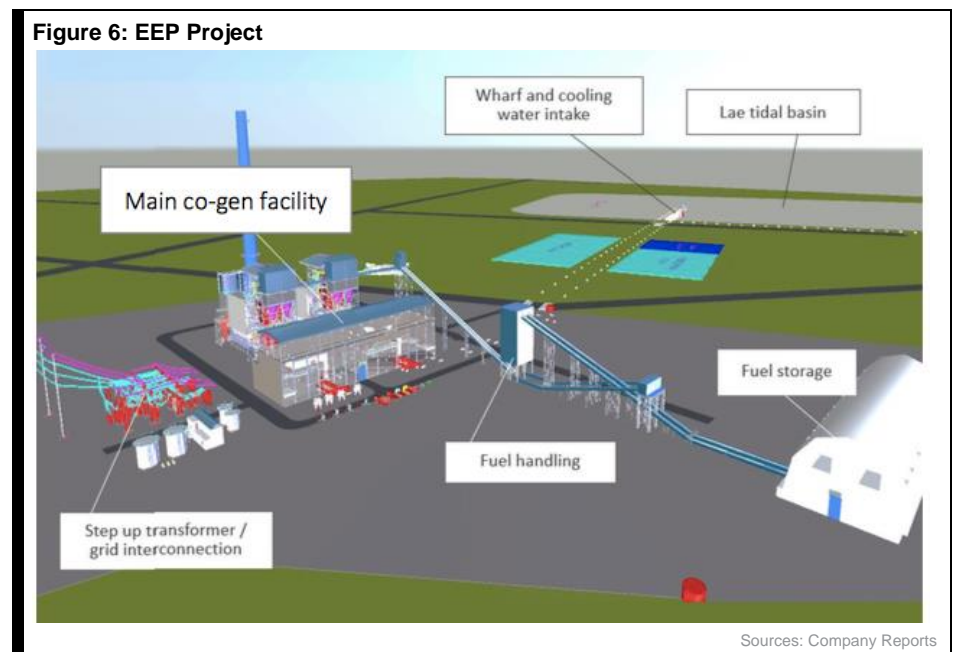 Figure 6: EEP Project
Wharf and cooling
water intake
Lae tidal basin
Main co-gen facility
Fuel storage
Fuel handling
Step up transformer /
grid interconnection
Sources: Company Reports